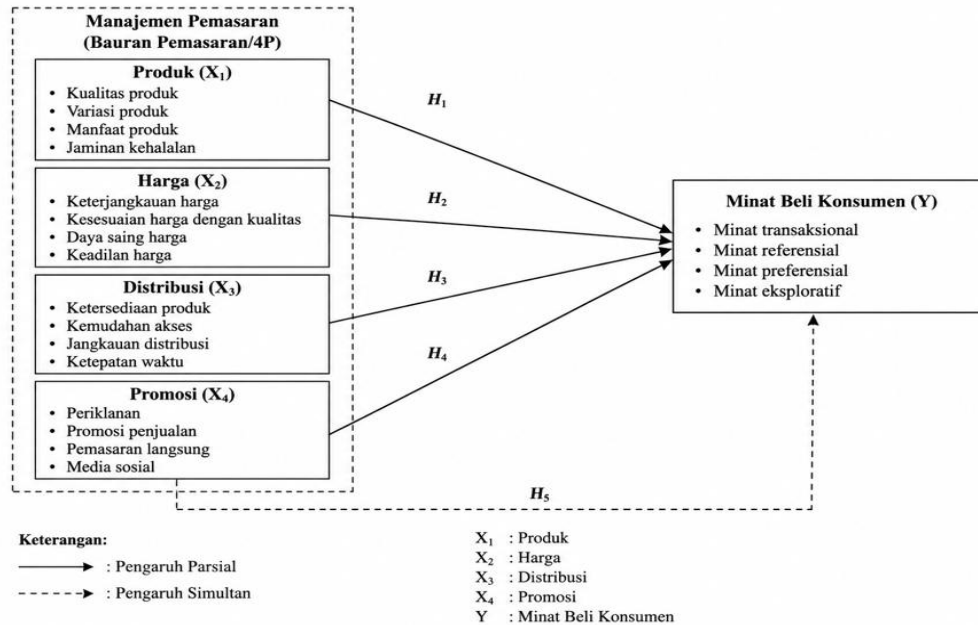 Manajemen Pemasaran
(Bauran Pemasaran/4P)
Produk (X₁)
• Kualitas produk
• Variasi produk
• Manfaat produk
• Jaminan kehalalan
Harga (X₂)
• Keterjangkauan harga
• Kesesuaian harga dengan kualitas
• Daya saing harga
• Keadilan harga
Distribusi (X₃)
• Ketersediaan produk
• Kemudahan akses
• Jangkauan distribusi
• Ketepatan waktu
Promosi (X₄)
• Periklanan
• Promosi penjualan
• Pemasaran langsung
• Media sosial
H₁
H₂
H₃
H₄
H₅
Minat Beli Konsumen (Y)
• Minat transaksional
• Minat referensial
• Minat preferensial
• Minat eksploratif
Keterangan:
: Pengaruh Parsial
: Pengaruh Simultan
X₁ : Produk
X₂ : Harga
X₃ : Distribusi
X₄ : Promosi
Y : Minat Beli Konsumen